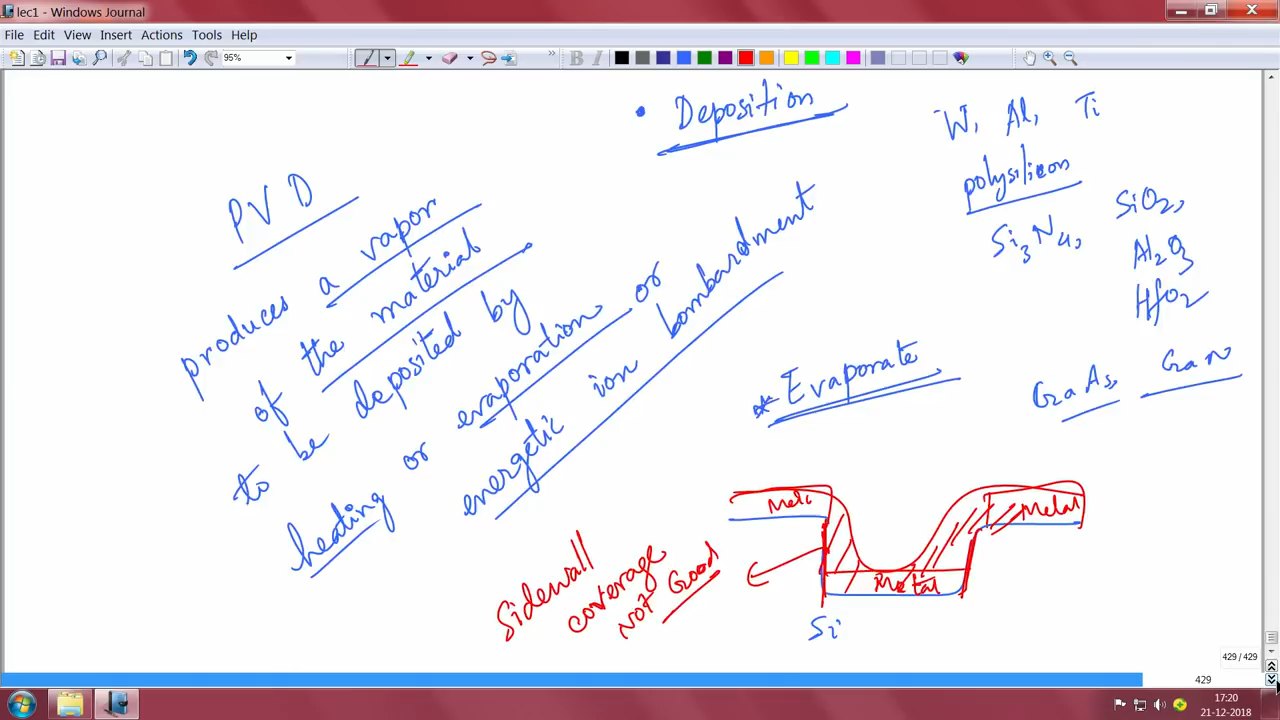 lec1 - Windows Journal
File Edit View Insert Actions Tools Help
95%
B I
• Deposition
W, Al, Ti
polysilicon
Si3N4,
SiO2,
Al2O3
HfO2
GaAs, GaN
PVD
produces a vapor
of the material
to be deposited by
heating or evaporation or
energetic ion bombardment
* Evaporate
Metal
Metal
Sidewall
coverage
NOT Good
Si
429 / 429
429
17:20
21-12-2018